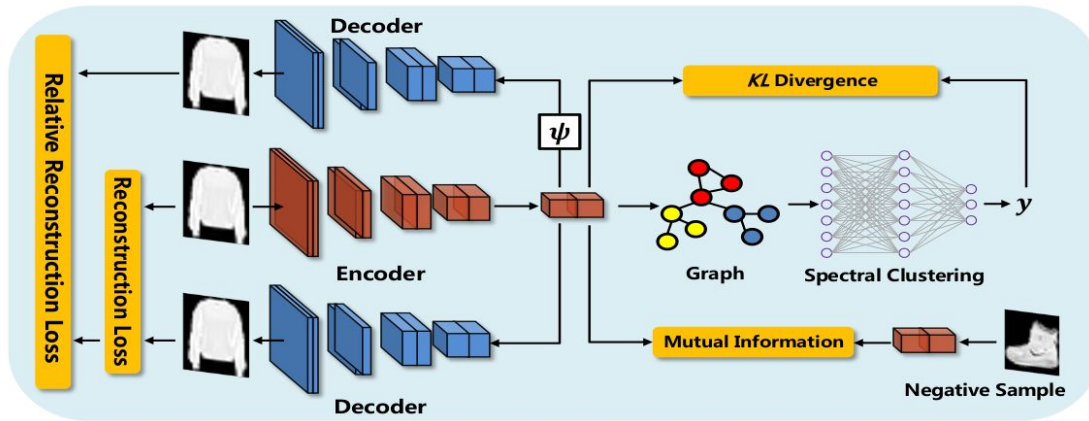 Decoder
Relative Reconstruction Loss
Reconstruction Loss
KL Divergence
ψ
Encoder
Graph
Spectral Clustering
y
Mutual Information
Decoder
Negative Sample